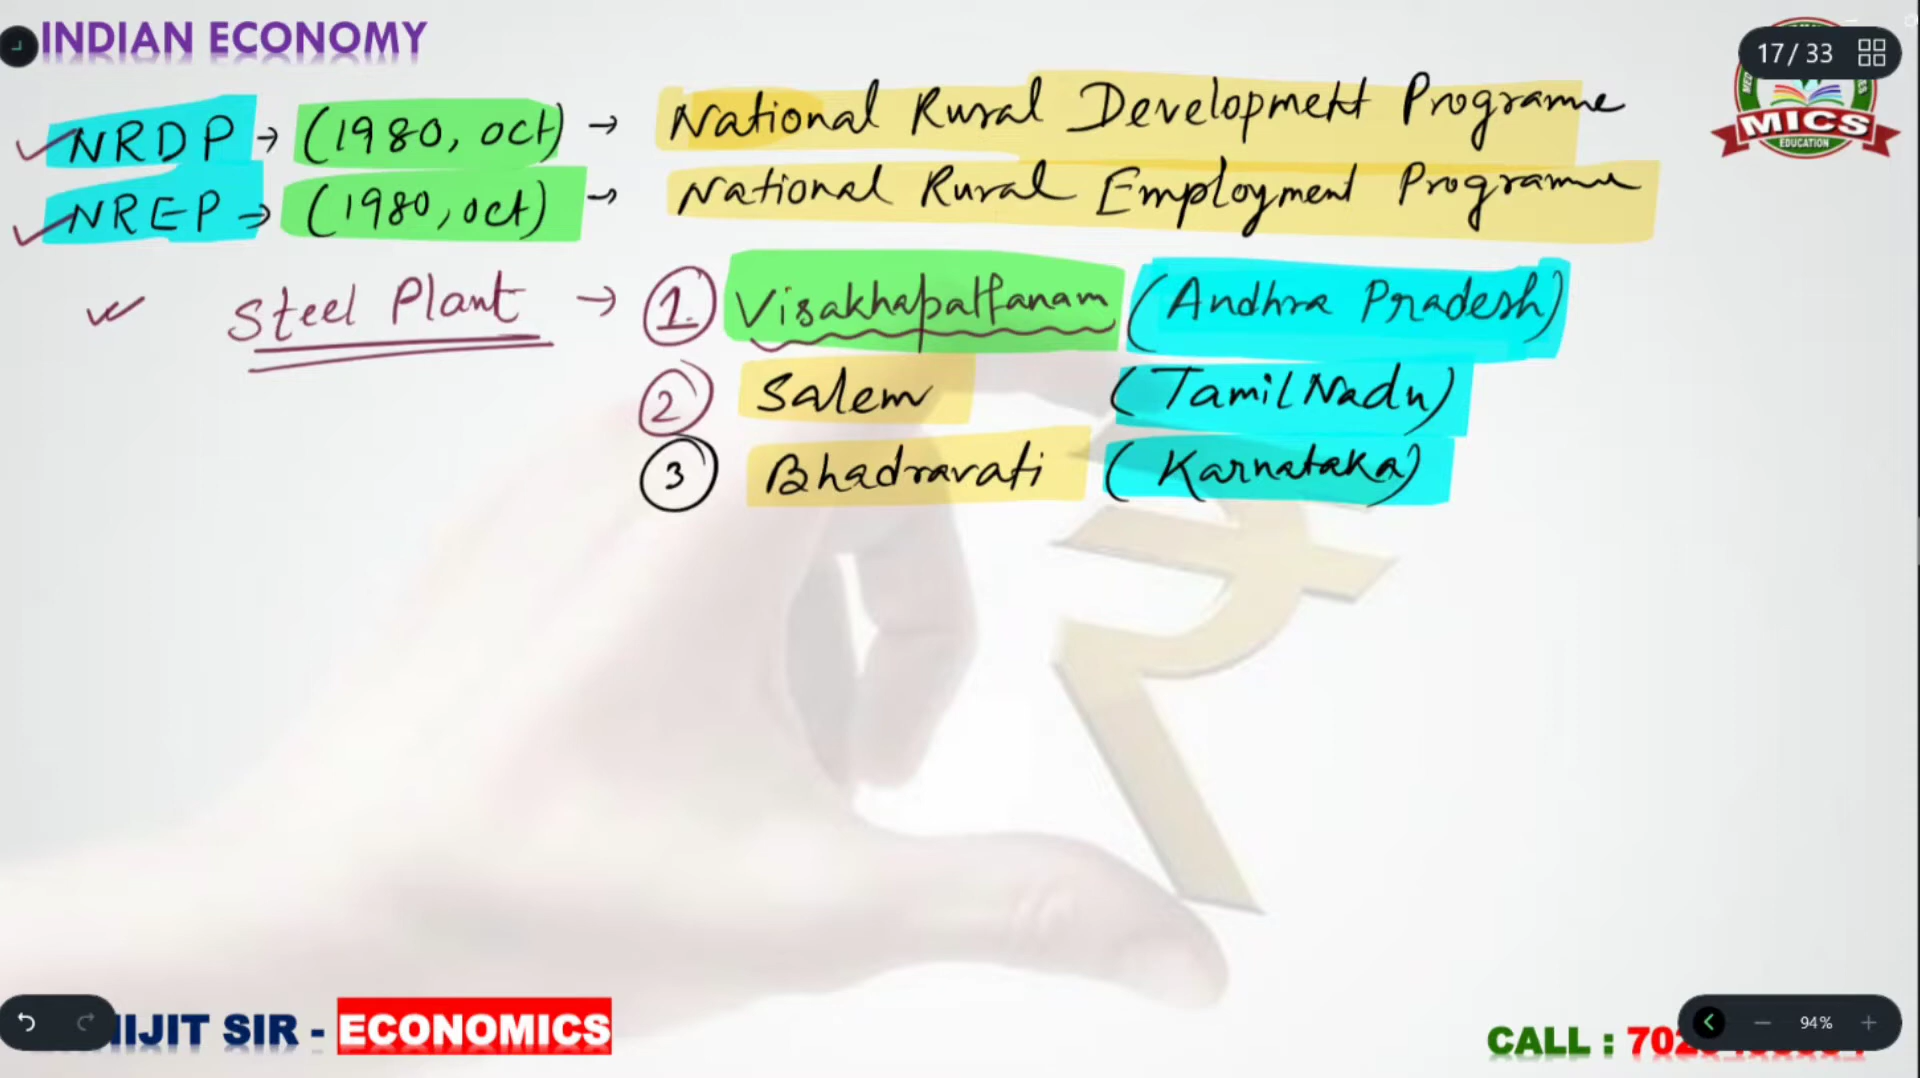 INDIAN ECONOMY
17/33
NRDP → (1980, oct) → National Rural Development Programme
MICS
EDUCATION
NREP → (1980, oct) → National Rural Employment Programme
Steel Plant → 1. Visakhapattanam (Andhra Pradesh)
2 Salem (Tamil Nadu)
3 Bhadravati (Karnataka)
IJIT SIR - ECONOMICS
CALL : 702
94%